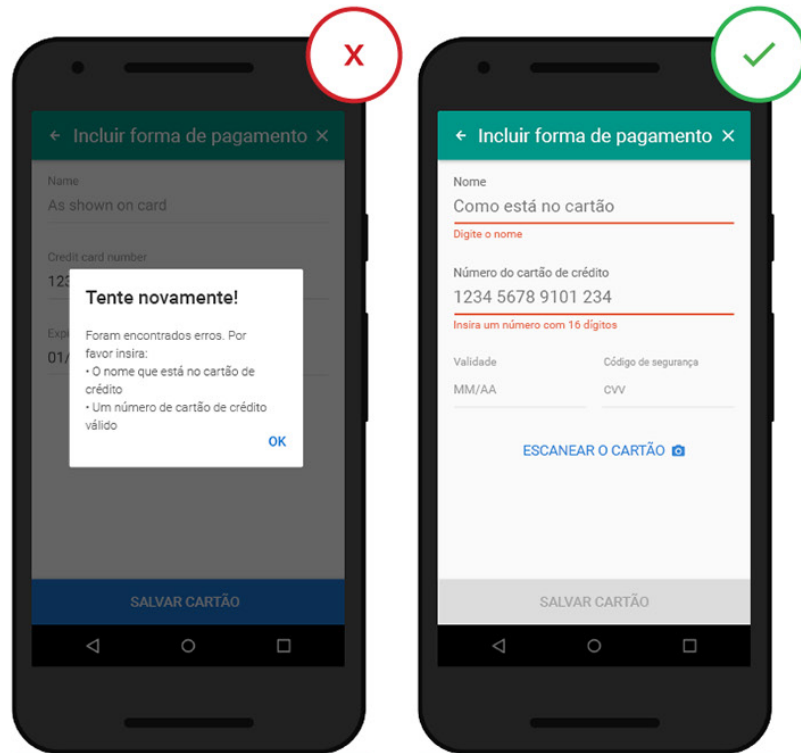 X
← Incluir forma de pagamento ×
Name
As shown on card
Credit card number
123
Tente novamente!
Foram encontrados erros. Por
favor insira:
• O nome que está no cartão de
crédito
• Um número de cartão de crédito
válido
OK
Exp
01/
SALVAR CARTÃO
← Incluir forma de pagamento ×
Nome
Como está no cartão
Digite o nome
Número do cartão de crédito
1234 5678 9101 234
Insira um número com 16 dígitos
Validade
Código de segurança
MM/AA
CVV
ESCANEAR O CARTÃO
SALVAR CARTÃO